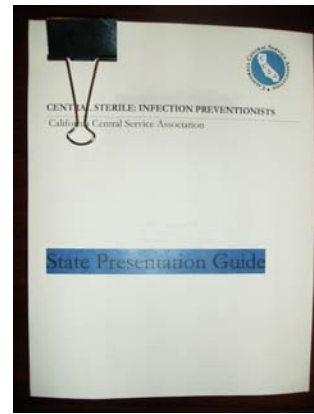 CENTRAL STERILE: INFECTION PREVENTIONISTS
California Central Service Association
State Presentation Guide